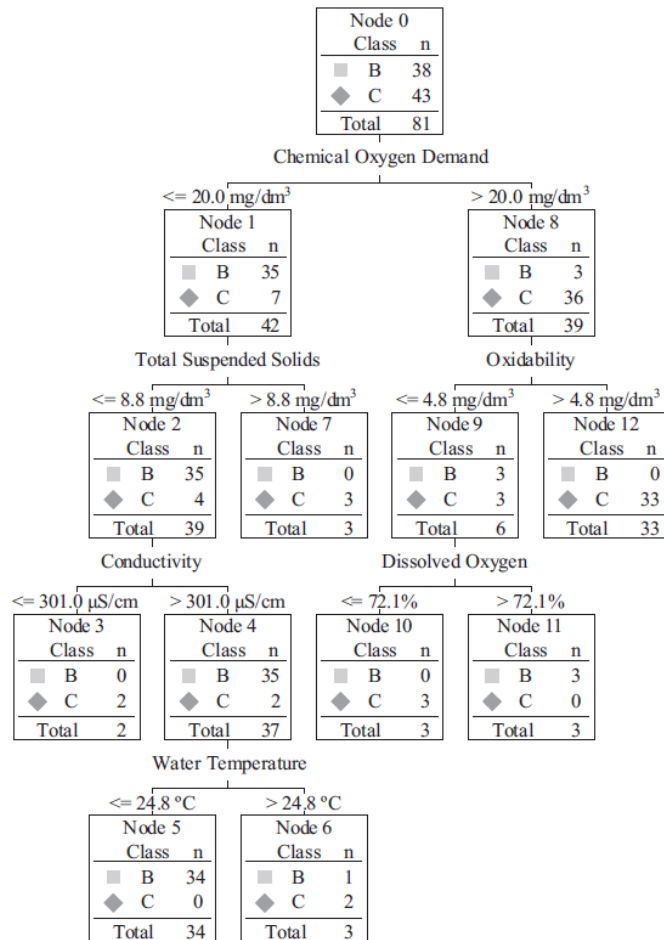 Node 0
Class n
B 38
C 43
Total 81
Chemical Oxygen Demand
<= 20.0 mg/dm³
> 20.0 mg/dm³
Node 1
Class n
B 35
C 7
Total 42
Node 8
Class n
B 3
C 36
Total 39
Total Suspended Solids
Oxidability
<= 8.8 mg/dm³
> 8.8 mg/dm³
<= 4.8 mg/dm³
> 4.8 mg/dm³
Node 2
Class n
B 35
C 4
Total 39
Node 7
Class n
B 0
C 3
Total 3
Node 9
Class n
B 3
C 3
Total 6
Node 12
Class n
B 0
C 33
Total 33
Conductivity
Dissolved Oxygen
<= 301.0 µS/cm
> 301.0 µS/cm
<= 72.1%
> 72.1%
Node 3
Class n
B 0
C 2
Total 2
Node 4
Class n
B 35
C 2
Total 37
Node 10
Class n
B 0
C 3
Total 3
Node 11
Class n
B 3
C 0
Total 3
Water Temperature
<= 24.8 ºC
> 24.8 ºC
Node 5
Class n
B 34
C 0
Total 34
Node 6
Class n
B 1
C 2
Total 3